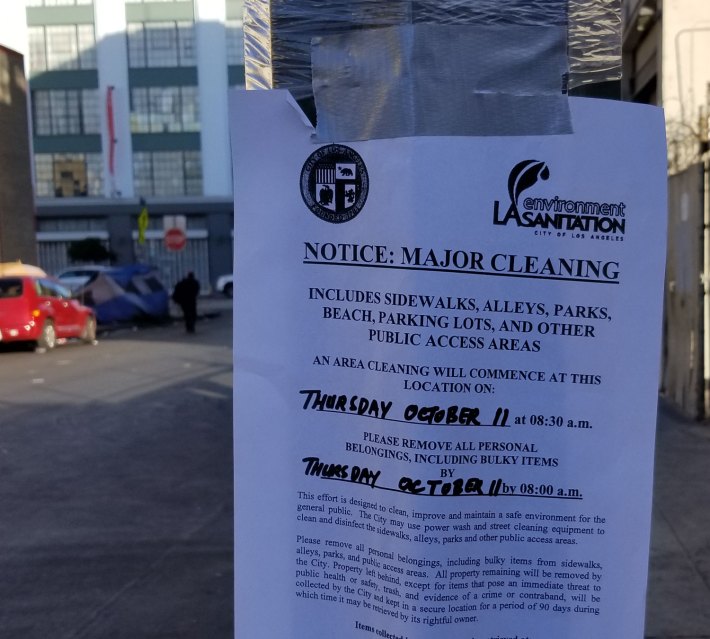 environment
LA SANITATION
CITY OF LOS ANGELES
NOTICE: MAJOR CLEANING
INCLUDES SIDEWALKS, ALLEYS, PARKS,
BEACH, PARKING LOTS, AND OTHER
PUBLIC ACCESS AREAS
AN AREA CLEANING WILL COMMENCE AT THIS
LOCATION ON:
THURSDAY OCTOBER 11 at 08:30 a.m.
PLEASE REMOVE ALL PERSONAL
BELONGINGS, INCLUDING BULKY ITEMS
BY
THURSDAY OCTOBER 11 by 08:00 a.m.
This effort is designed to clean, improve and maintain a safe environment for the
general public. The City may use power wash and street cleaning equipment to
clean and disinfect the sidewalks, alleys, parks and other public access areas.
Please remove all personal belongings, including bulky items from sidewalks,
alleys, parks, and public access areas. All property remaining will be removed by
the City. Property left behind, except for items that pose an immediate threat to
public health or safety, trash, and evidence of a crime or contraband, will be
collected by the City and kept in a secure location for a period of 90 days during
which time it may be retrieved by its rightful owner.
Items